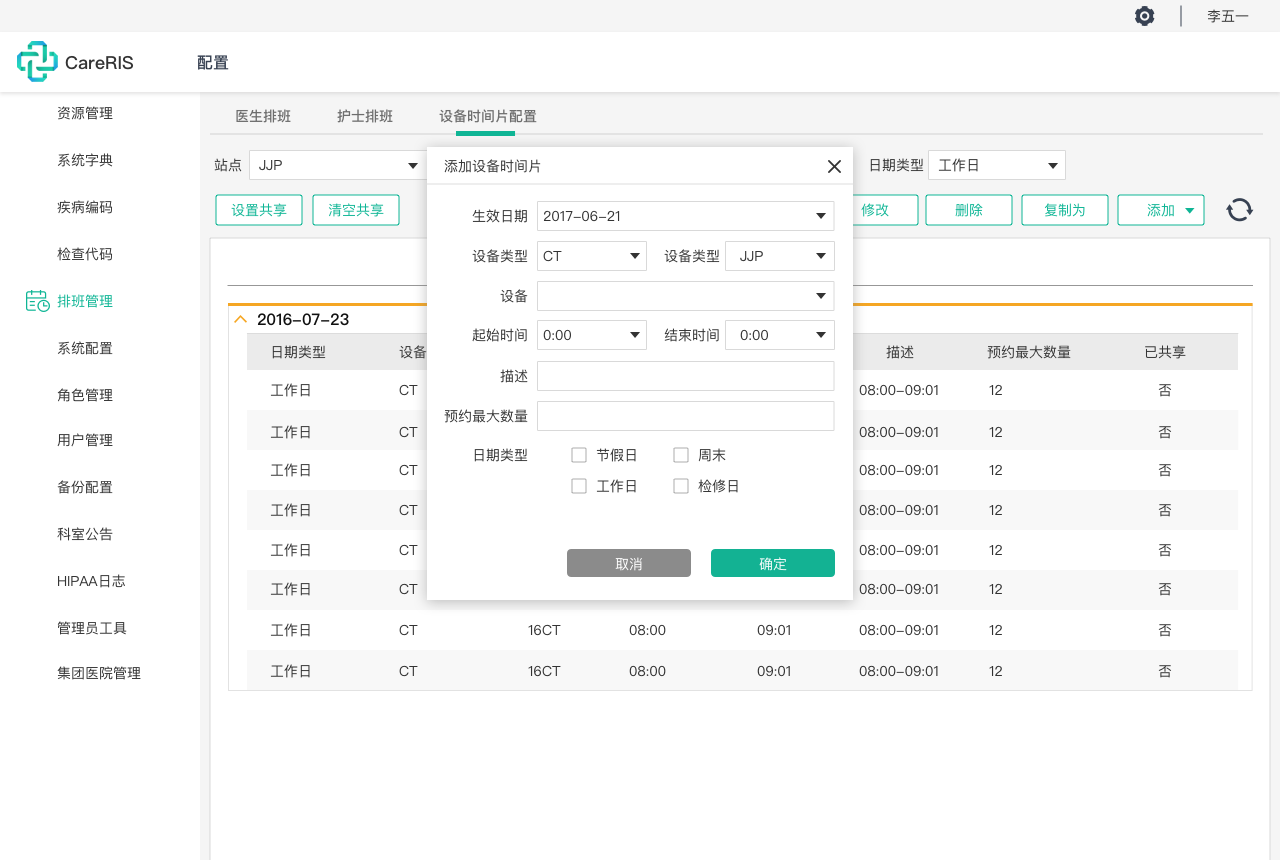 李五一
CareRIS 配置
资源管理
系统字典
疾病编码
检查代码
排班管理
系统配置
角色管理
用户管理
备份配置
科室公告
HIPAA日志
管理员工具
集团医院管理
医生排班 护士排班 设备时间片配置
站点 JJP 日期类型 工作日
设置共享 清空共享 修改 删除 复制为 添加
添加设备时间片
生效日期 2017-06-21
设备类型 CT 设备类型 JJP
设备
起始时间 0:00 结束时间 0:00
描述
预约最大数量
日期类型 节假日 周末
工作日 检修日
取消 确定
2016-07-23
日期类型 设备 描述 预约最大数量 已共享
工作日 CT 08:00-09:01 12 否
工作日 CT 08:00-09:01 12 否
工作日 CT 08:00-09:01 12 否
工作日 CT 08:00-09:01 12 否
工作日 CT 08:00-09:01 12 否
工作日 CT 08:00-09:01 12 否
工作日 CT 16CT 08:00 09:01 08:00-09:01 12 否
工作日 CT 16CT 08:00 09:01 08:00-09:01 12 否